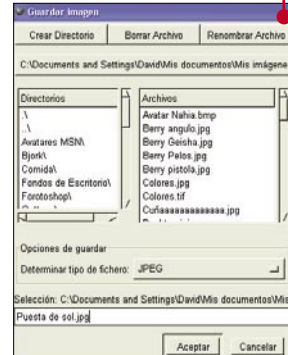 Guardar imagen
Crear Directorio Borrar Archivo Renombrar Archivo
C:\Documents and Settings\David\Mis documentos\Mis imágene
Directorios
.\
..\
Avatares MSN\
Bjork\
Comida\
Fondos de Escritorio\
Forotoshop\
Archivos
Avatar Nahia.bmp
Berry angulo.jpg
Berry Geisha.jpg
Berry Pelos.jpg
Berry pistola.jpg
Colores.jpg
Colores.tif
Cuñaaaaaaaaaaaaa.jpg
Opciones de guardar
Determinar tipo de fichero: JPEG
Selección: C:\Documents and Settings\David\Mis documentos\Mis
Puesta de sol.jpg
Aceptar Cancelar